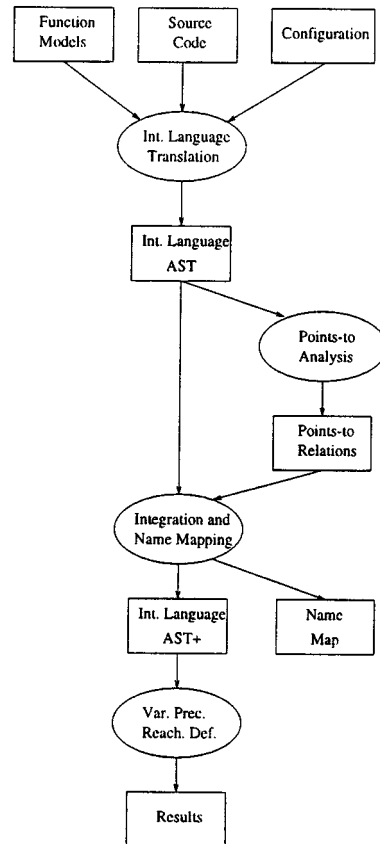 Function
Models
Source
Code
Configuration
Int. Language
Translation
Int. Language
AST
Points-to
Analysis
Points-to
Relations
Integration and
Name Mapping
Int. Language
AST+
Name
Map
Var. Prec.
Reach. Def.
Results